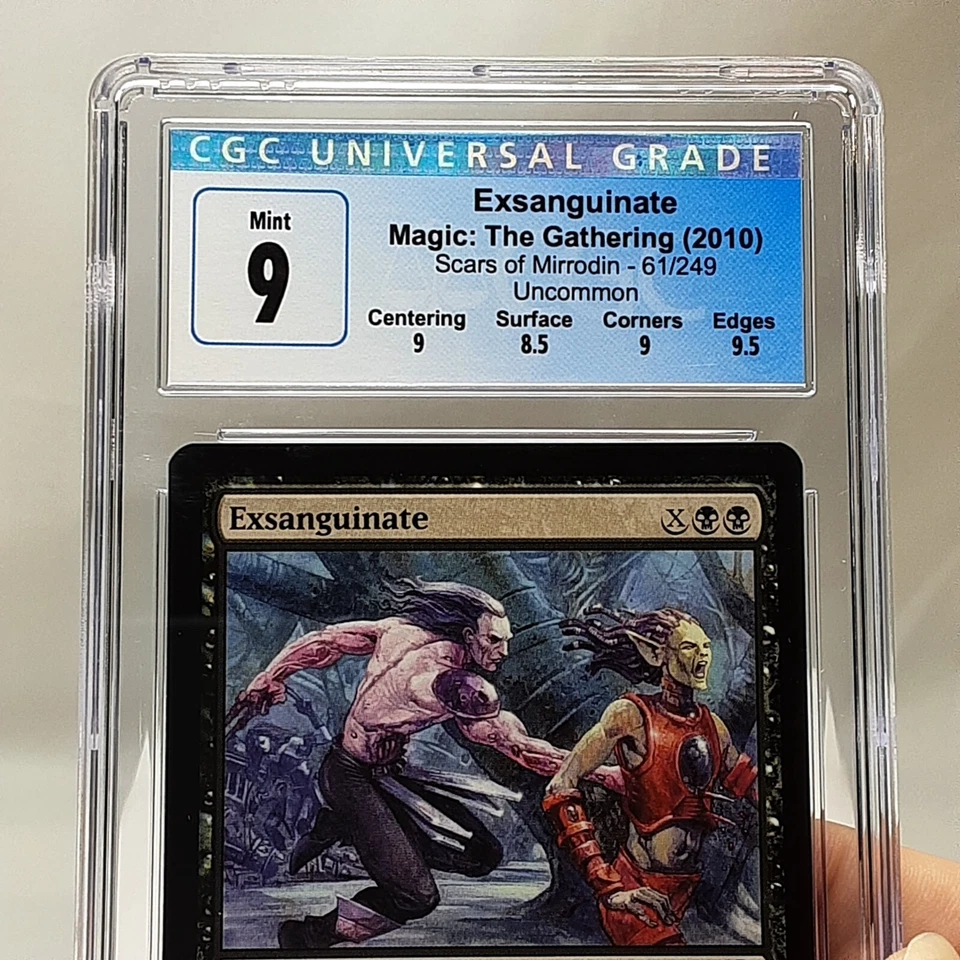 CGC UNIVERSAL GRADE
Mint
9
Exsanguinate
Magic: The Gathering (2010)
Scars of Mirrodin - 61/249
Uncommon
Centering Surface Corners Edges
9 8.5 9 9.5
Exsanguinate X